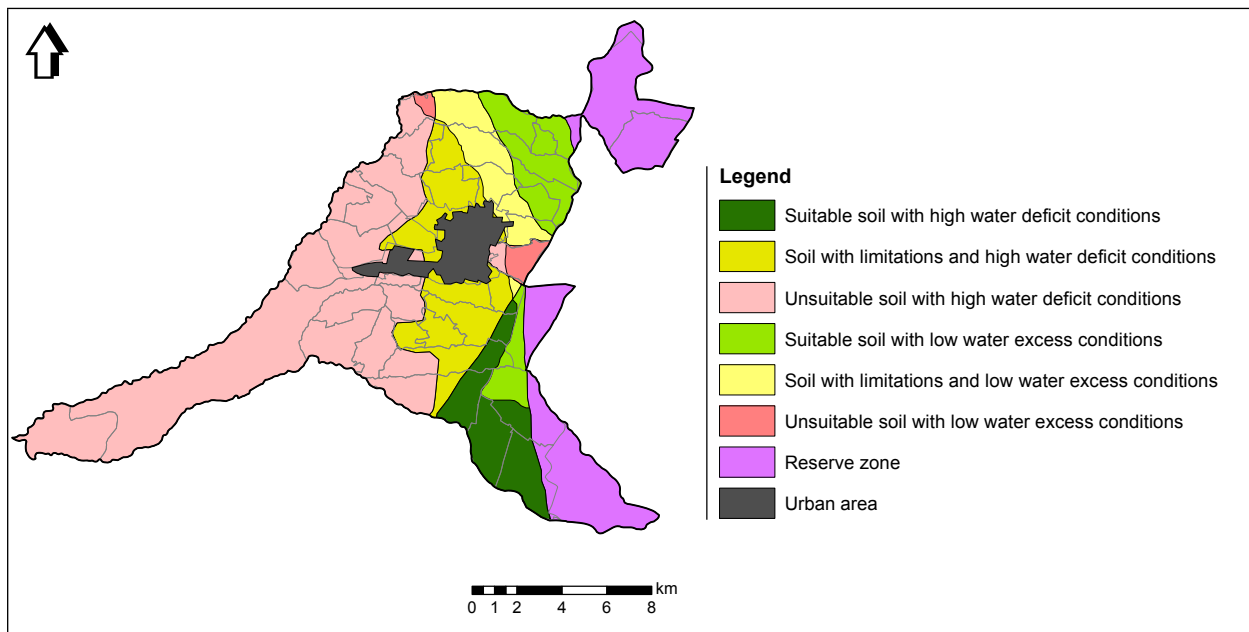 Legend
Suitable soil with high water deficit conditions
Soil with limitations and high water deficit conditions
Unsuitable soil with high water deficit conditions
Suitable soil with low water excess conditions
Soil with limitations and low water excess conditions
Unsuitable soil with low water excess conditions
Reserve zone
Urban area
km
0 1 2 4 6 8